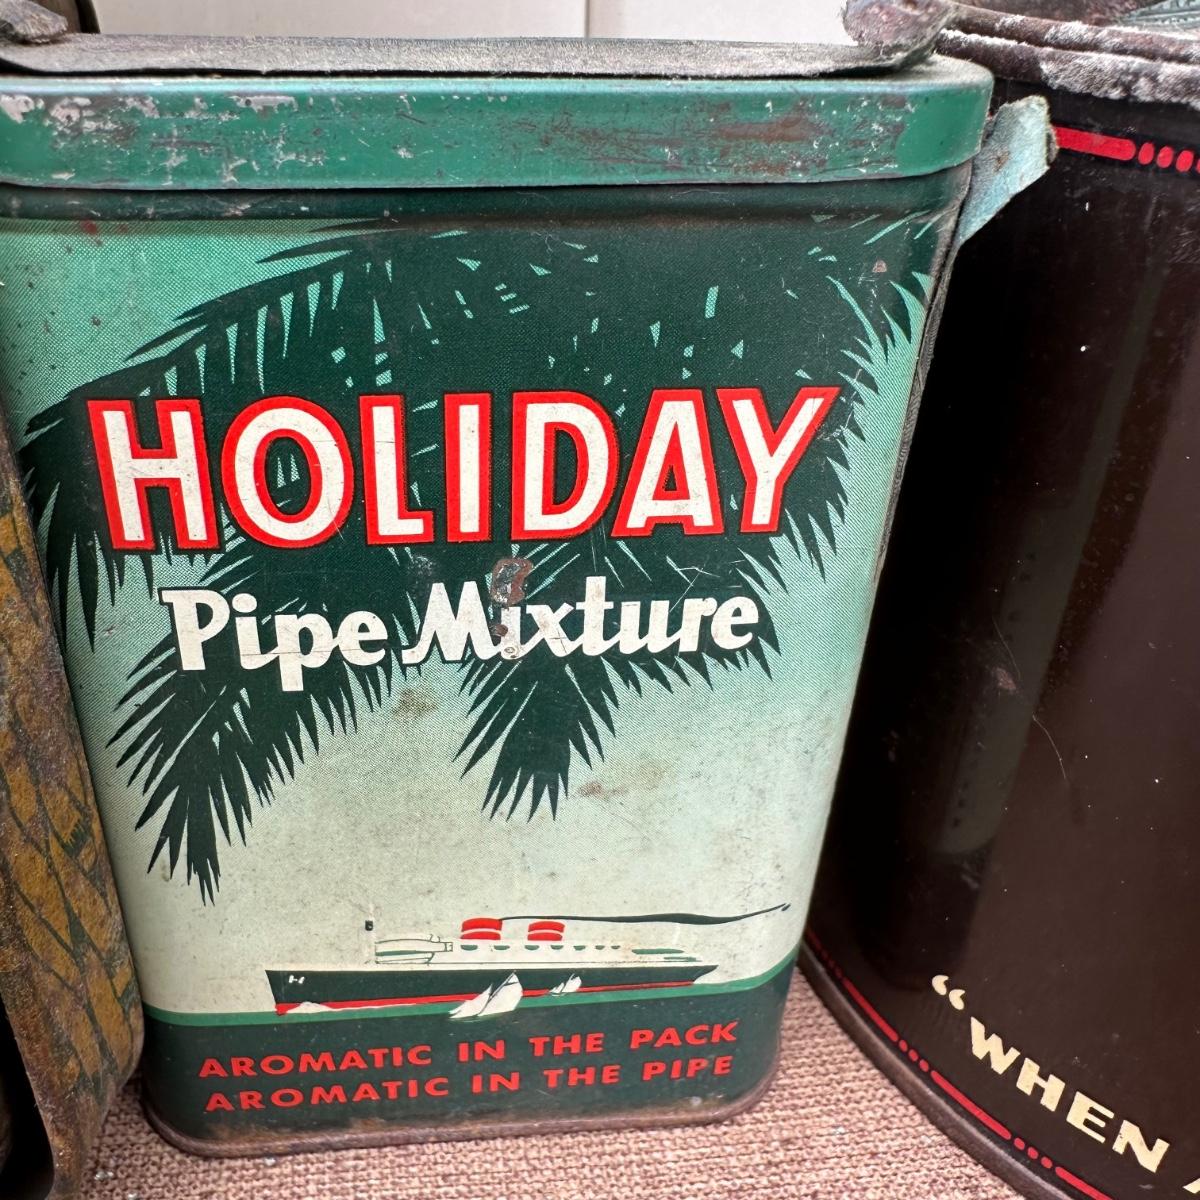 HOLIDAY
Pipe Mixture
AROMATIC IN THE PACK
AROMATIC IN THE PIPE
"WHEN